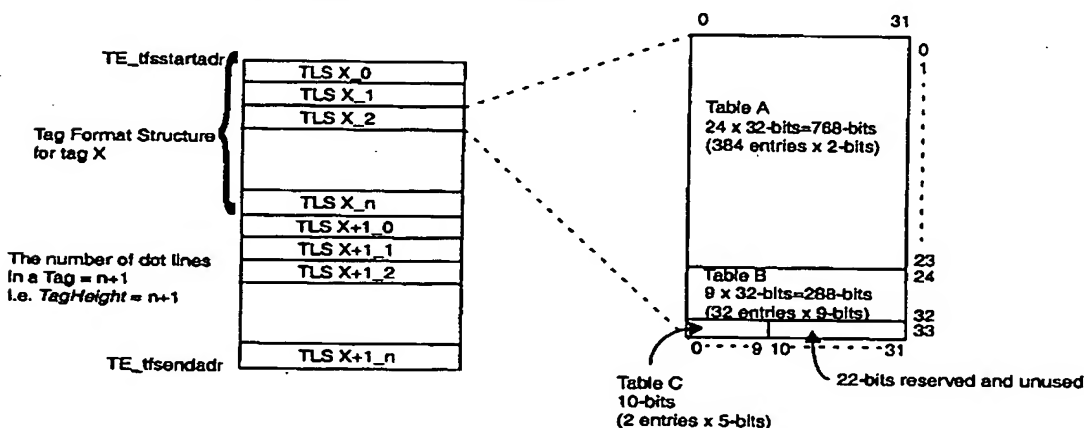 TE_tfsstartadr
Tag Format Structure
for tag X
TLS X_0
TLS X_1
TLS X_2
TLS X_n
TLS X+1_0
TLS X+1_1
TLS X+1_2
TLS X+1_n
The number of dot lines
in a Tag = n+1
i.e. TagHeight = n+1
TE_tfsendadr
0 31
0
1
Table A
24 x 32-bits=768-bits
(384 entries x 2-bits)
23
24
Table B
9 x 32-bits=288-bits
(32 entries x 9-bits)
32
33
0 9 10 31
Table C
10-bits
(2 entries x 5-bits)
22-bits reserved and unused